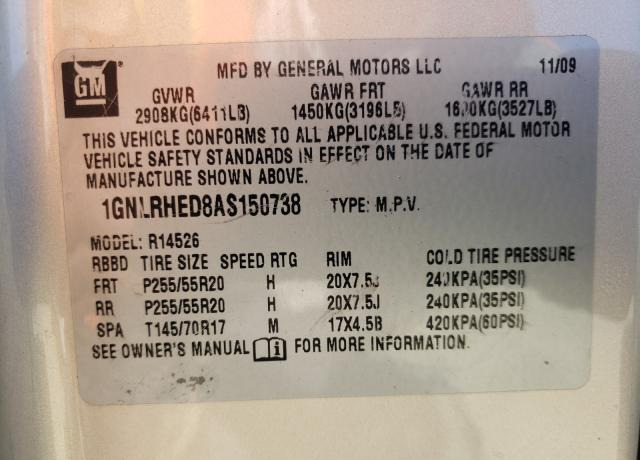 GM
MFD BY GENERAL MOTORS LLC 11/09
GVWR GAWR FRT GAWR RR
2908KG(6411LB) 1450KG(3196LB) 1600KG(3527LB)
THIS VEHICLE CONFORMS TO ALL APPLICABLE U.S. FEDERAL MOTOR
VEHICLE SAFETY STANDARDS IN EFFECT ON THE DATE OF
MANUFACTURE SHOWN ABOVE.
1GNLRHED8AS150738 TYPE: M.P.V.
MODEL: R14526
RBBD TIRE SIZE SPEED RTG RIM COLD TIRE PRESSURE
FRT P255/55R20 H 20X7.5J 240KPA(35PSI)
RR P255/55R20 H 20X7.5J 240KPA(35PSI)
SPA T145/70R17 M 17X4.5B 420KPA(60PSI)
SEE OWNER'S MANUAL i FOR MORE INFORMATION.